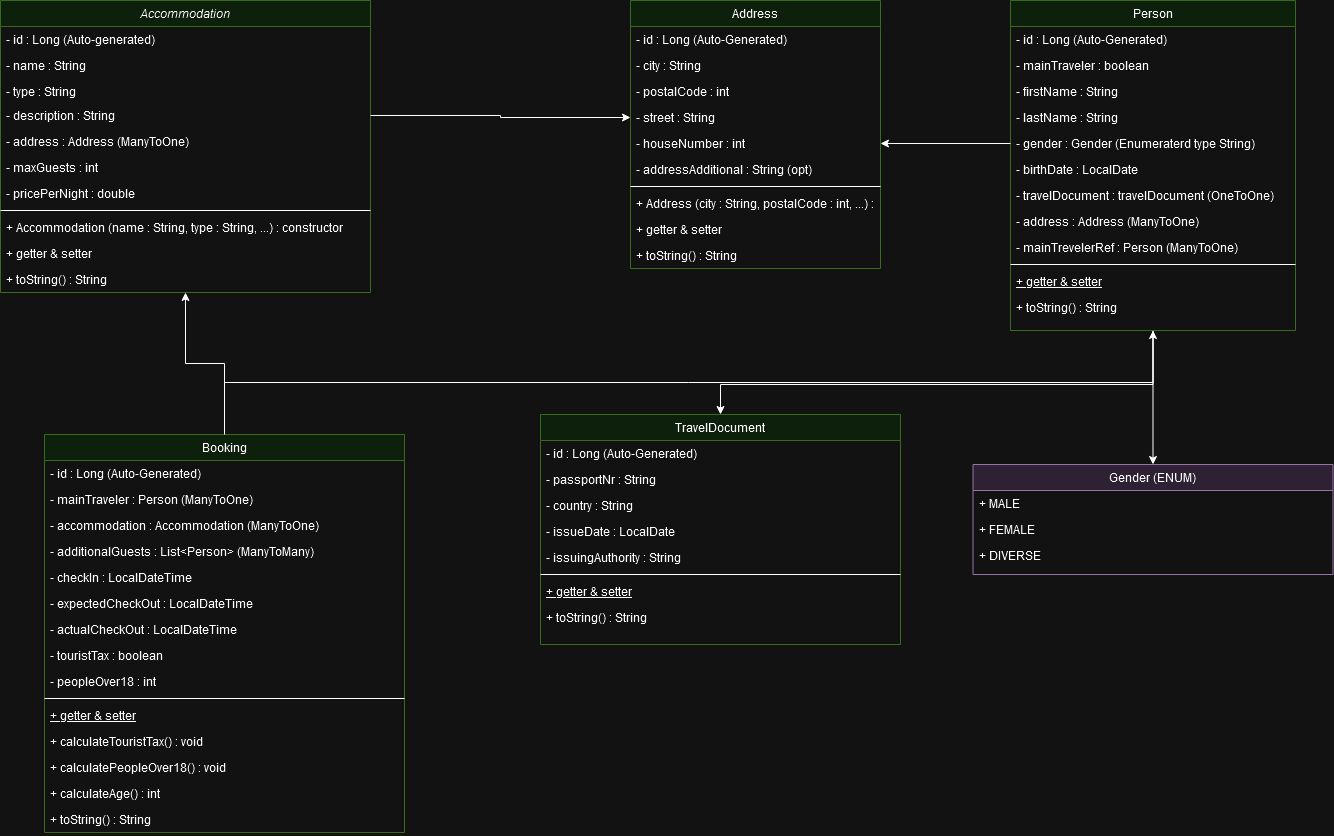 Accommodation
- id : Long (Auto-generated)
- name : String
- type : String
- description : String
- address : Address (ManyToOne)
- maxGuests : int
- pricePerNight : double
+ Accommodation (name : String, type : String, ...) : constructor
+ getter & setter
+ toString() : String
Address
- id : Long (Auto-Generated)
- city : String
- postalCode : int
- street : String
- houseNumber : int
- addressAdditional : String (opt)
+ Address (city : String, postalCode : int, ...) :
+ getter & setter
+ toString() : String
Person
- id : Long (Auto-Generated)
- mainTraveler : boolean
- firstName : String
- lastName : String
- gender : Gender (Enumeraterd type String)
- birthDate : LocalDate
- travelDocument : travelDocument (OneToOne)
- address : Address (ManyToOne)
- mainTrevelerRef : Person (ManyToOne)
+ getter & setter
+ toString() : String
Booking
- id : Long (Auto-Generated)
- mainTraveler : Person (ManyToOne)
- accommodation : Accommodation (ManyToOne)
- additionalGuests : List<Person> (ManyToMany)
- checkIn : LocalDateTime
- expectedCheckOut : LocalDateTime
- actualCheckOut : LocalDateTime
- touristTax : boolean
- peopleOver18 : int
+ getter & setter
+ calculateTouristTax() : void
+ calculatePeopleOver18() : void
+ calculateAge() : int
+ toString() : String
TravelDocument
- id : Long (Auto-Generated)
- passportNr : String
- country : String
- issueDate : LocalDate
- issuingAuthority : String
+ getter & setter
+ toString() : String
Gender (ENUM)
+ MALE
+ FEMALE
+ DIVERSE